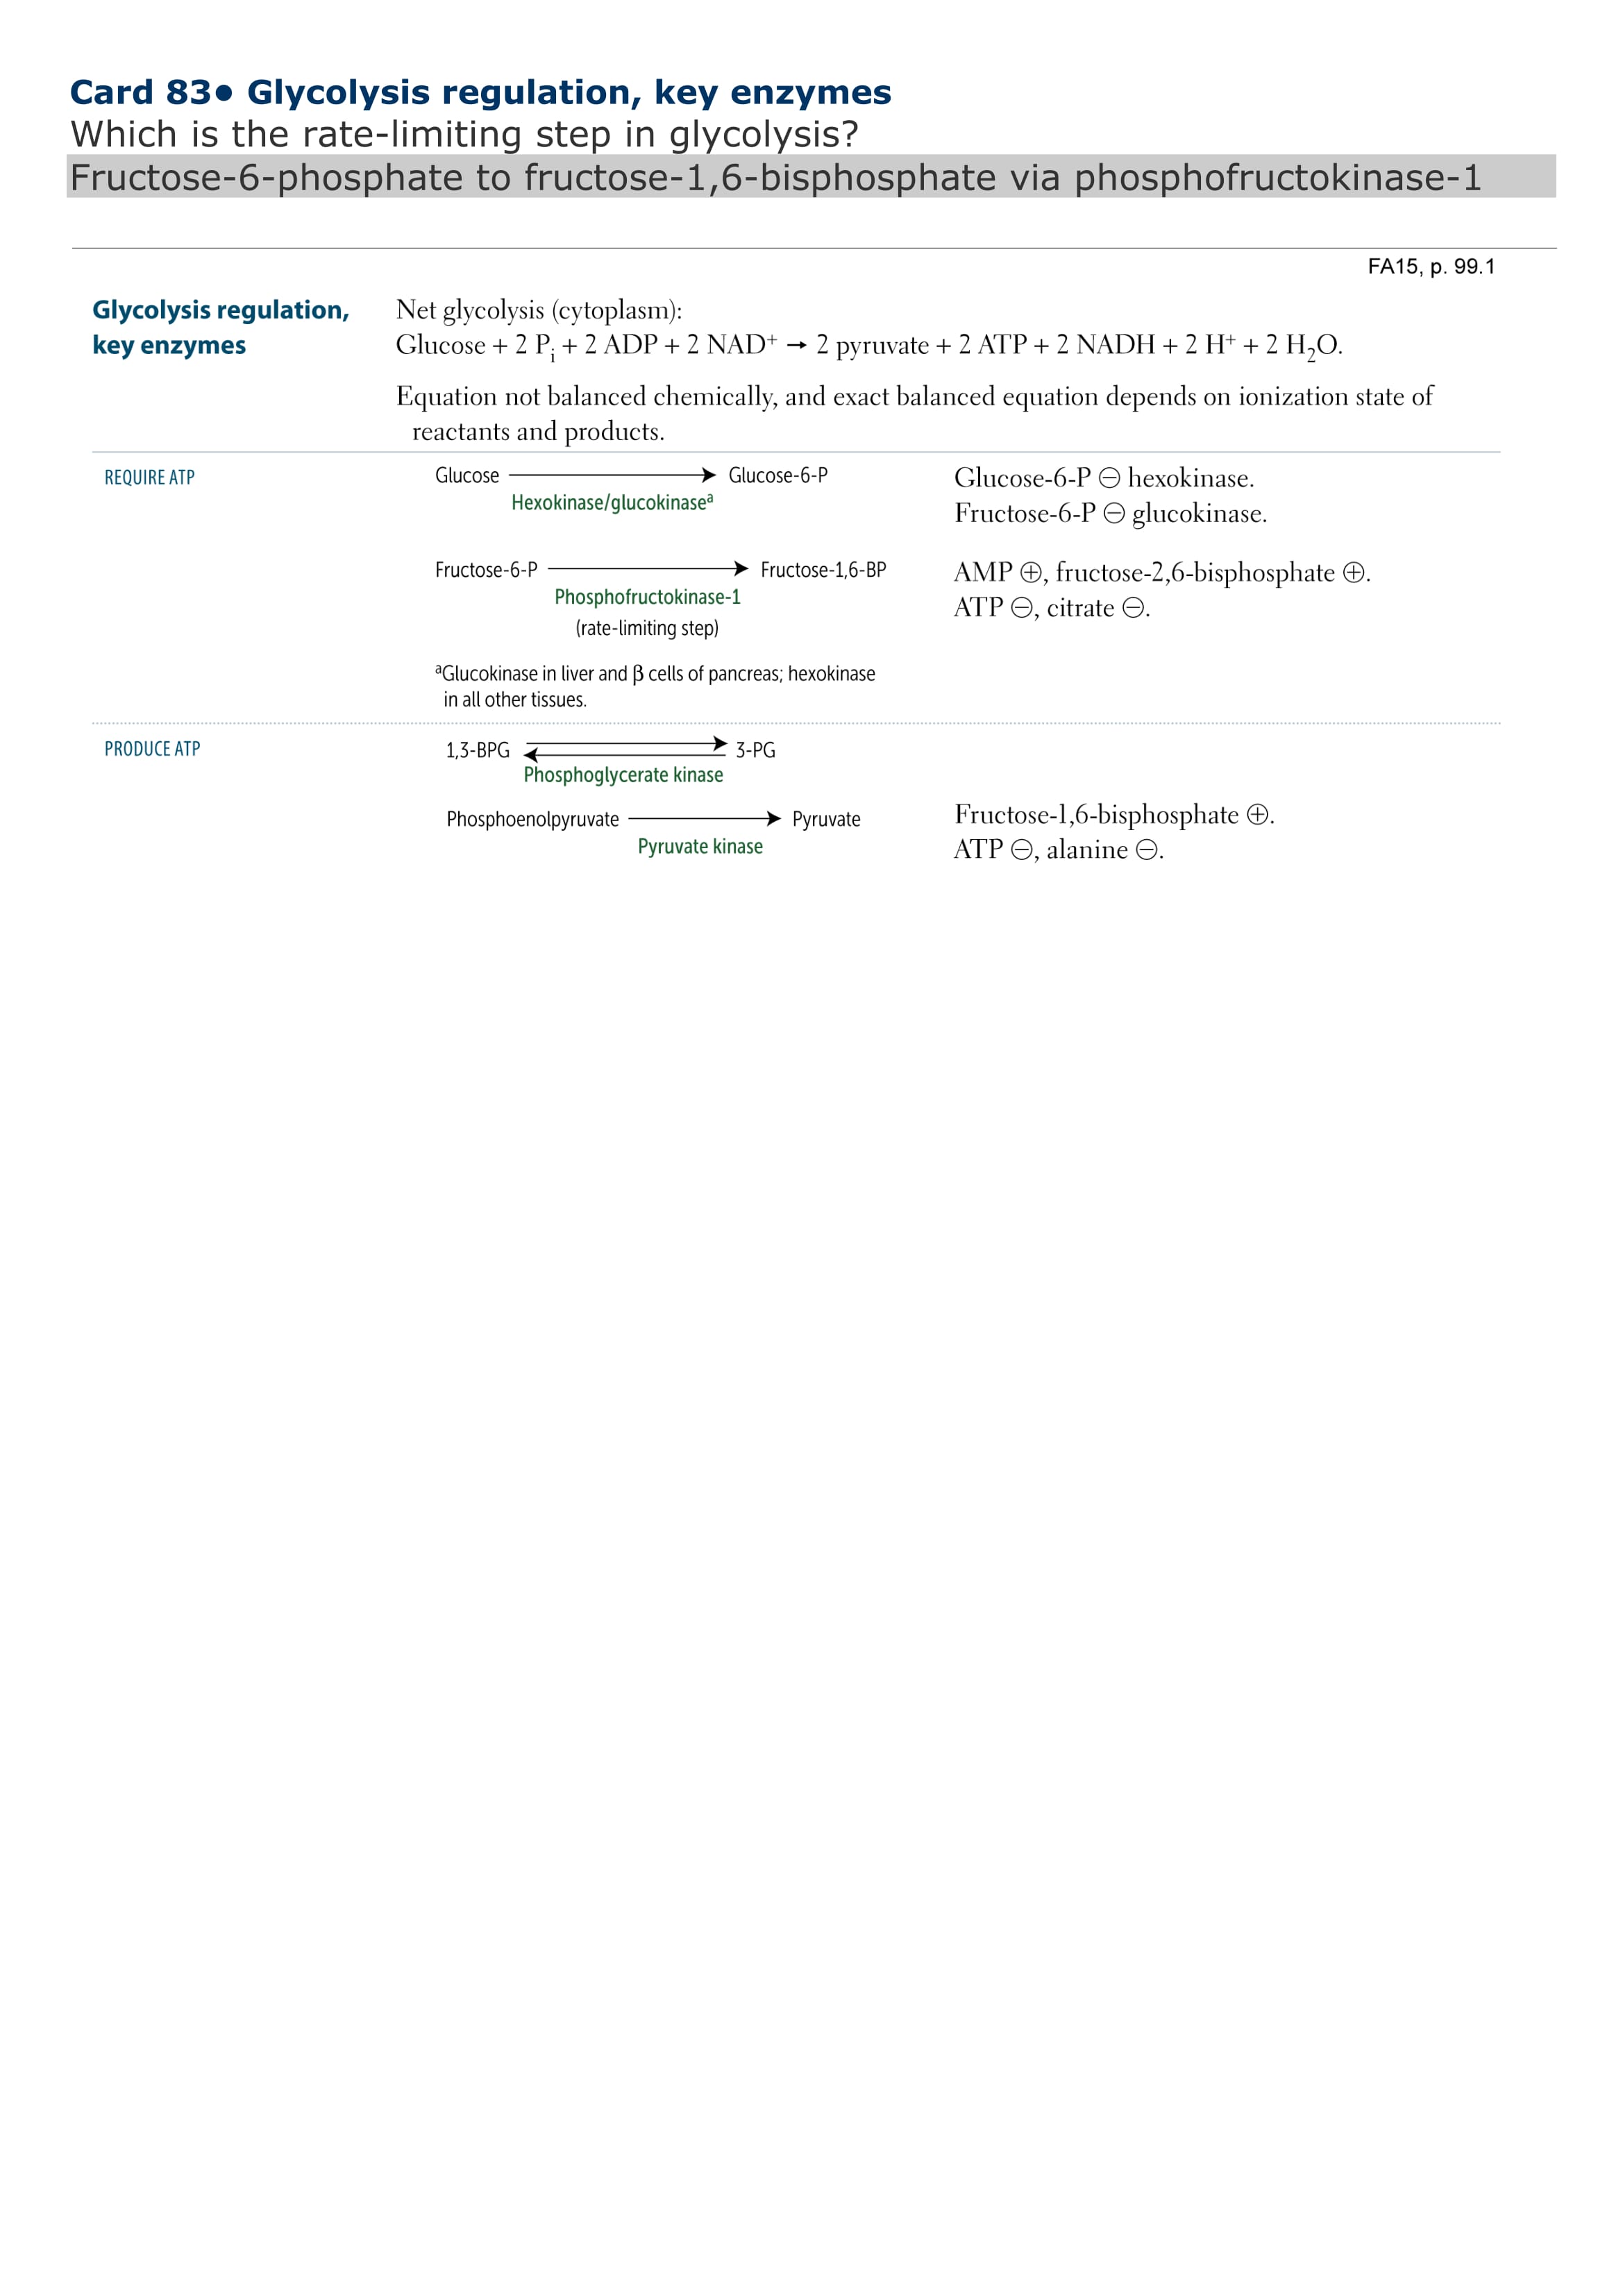 Card 83• Glycolysis regulation, key enzymes
Which is the rate-limiting step in glycolysis?
Fructose-6-phosphate to fructose-1,6-bisphosphate via phosphofructokinase-1
FA15, p. 99.1
Glycolysis regulation,
key enzymes
Net glycolysis (cytoplasm):
Glucose + 2 Pi + 2 ADP + 2 NAD⁺ → 2 pyruvate + 2 ATP + 2 NADH + 2 H⁺ + 2 H₂O.
Equation not balanced chemically, and exact balanced equation depends on ionization state of
reactants and products.
REQUIRE ATP
Glucose → Glucose-6-P
Hexokinase/glucokinaseᵃ
Glucose-6-P ⊖ hexokinase.
Fructose-6-P ⊖ glucokinase.
Fructose-6-P → Fructose-1,6-BP
Phosphofructokinase-1
(rate-limiting step)
AMP ⊕, fructose-2,6-bisphosphate ⊕.
ATP ⊖, citrate ⊖.
ᵃGlucokinase in liver and β cells of pancreas; hexokinase
in all other tissues.
PRODUCE ATP
1,3-BPG ⇄ 3-PG
Phosphoglycerate kinase
Phosphoenolpyruvate → Pyruvate
Pyruvate kinase
Fructose-1,6-bisphosphate ⊕.
ATP ⊖, alanine ⊖.